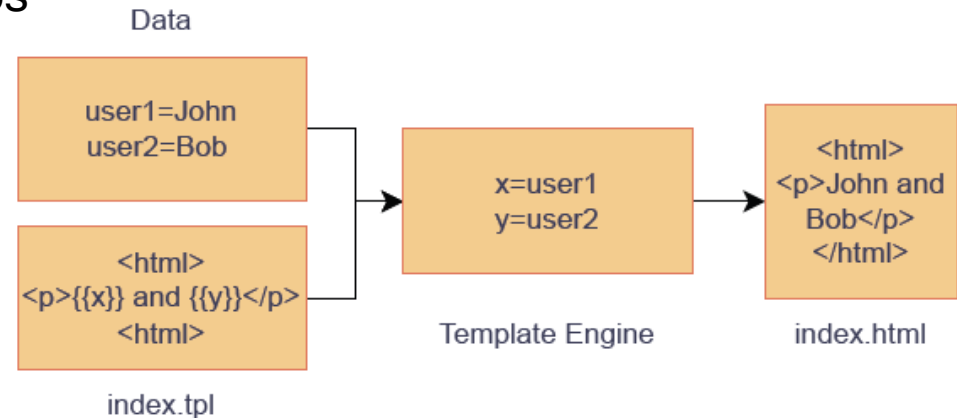 Data
user1=John
user2=Bob
<html>
<p>{{x}} and {{y}}</p>
<html>
index.tpl
x=user1
y=user2
Template Engine
<html>
<p>John and
Bob</p>
</html>
index.html